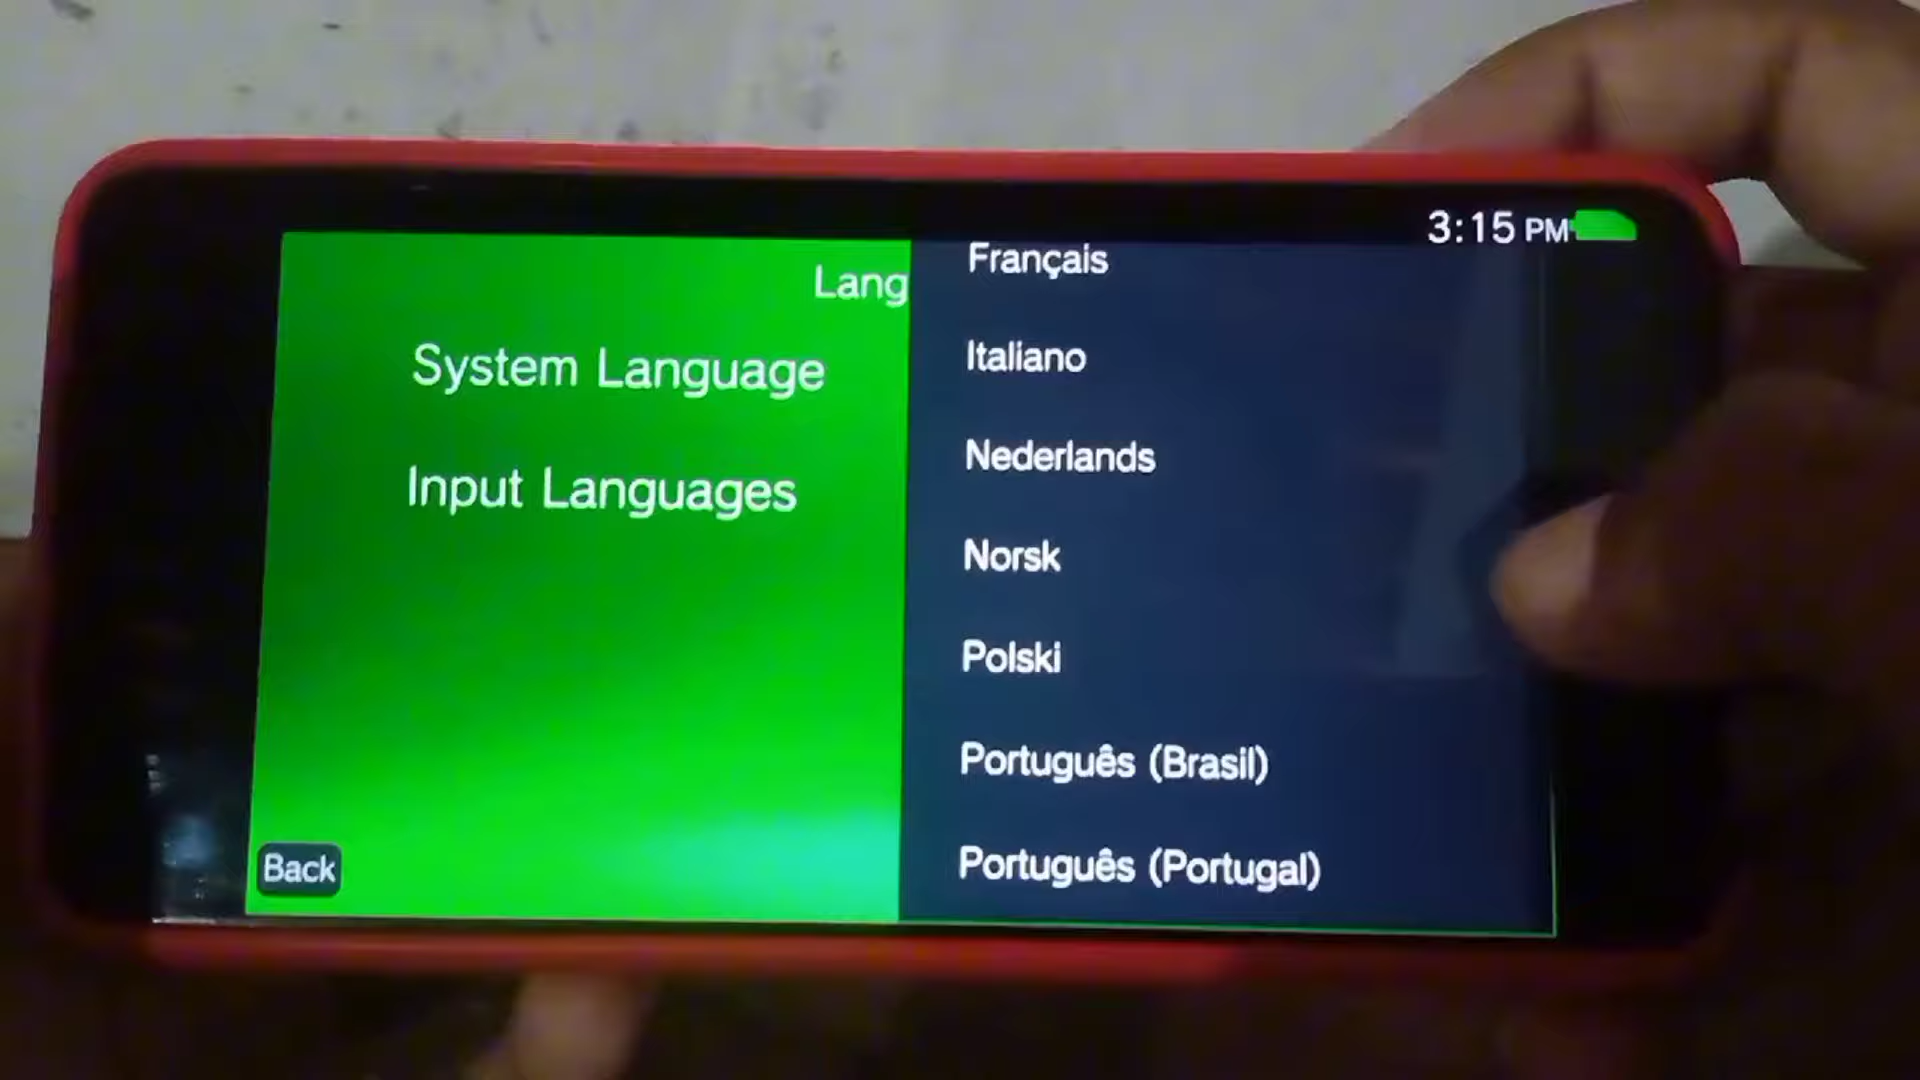 3:15 PM
Lang
System Language
Input Languages
Back
Français
Italiano
Nederlands
Norsk
Polski
Português (Brasil)
Português (Portugal)